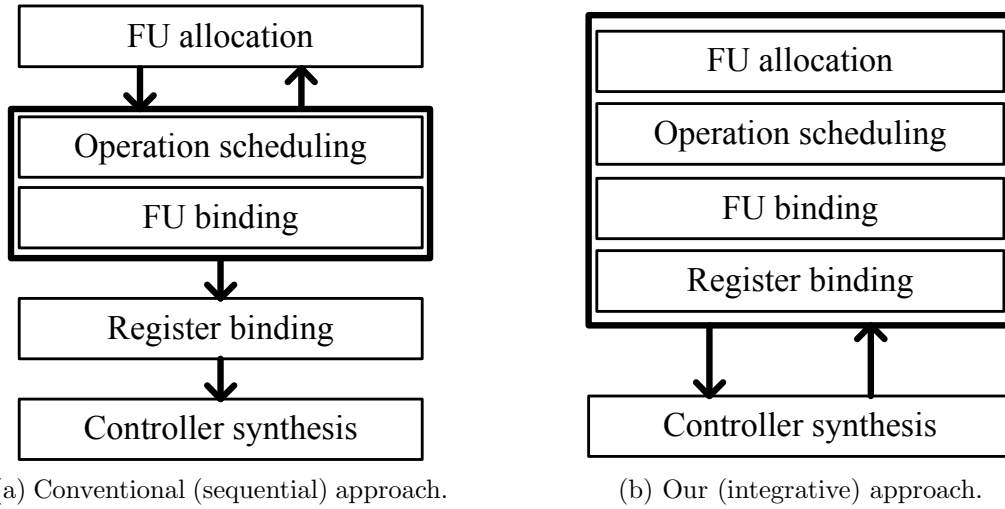 FU allocation
Operation scheduling
FU binding
Register binding
Controller synthesis
(a) Conventional (sequential) approach.
FU allocation
Operation scheduling
FU binding
Register binding
Controller synthesis
(b) Our (integrative) approach.